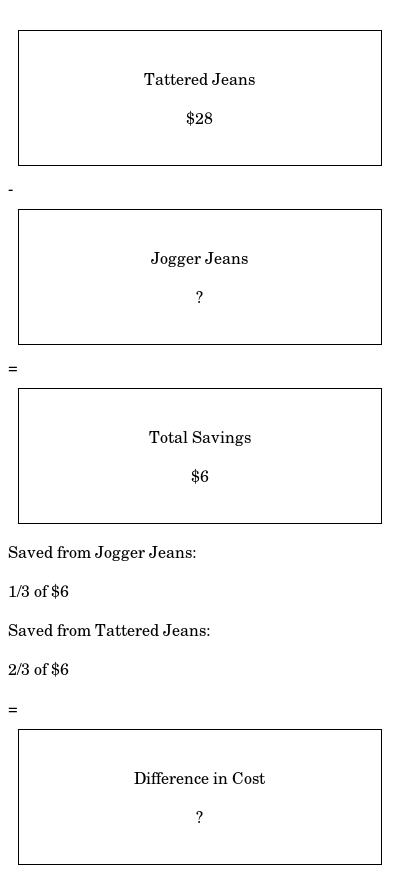 Tattered Jeans
$28
-
Jogger Jeans
?
=
Total Savings
$6
Saved from Jogger Jeans:
1/3 of $6
Saved from Tattered Jeans:
2/3 of $6
=
Difference in Cost
?